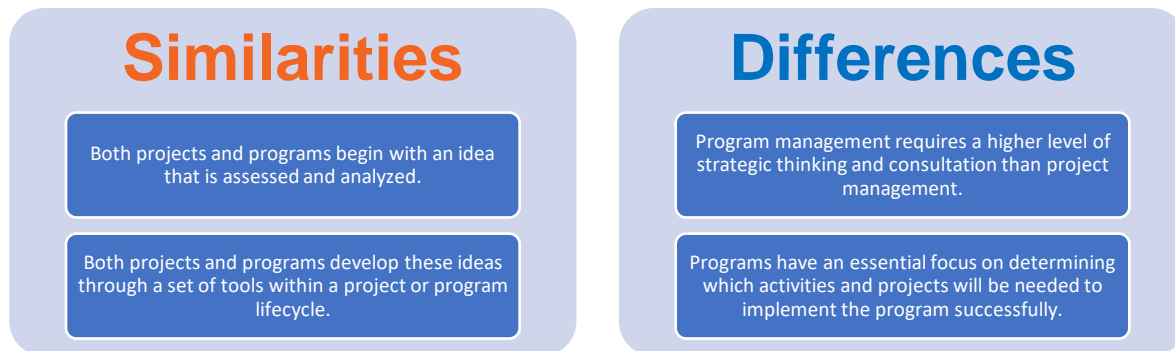 Similarities
Both projects and programs begin with an idea
that is assessed and analyzed.
Both projects and programs develop these ideas
through a set of tools within a project or program
lifecycle.
Differences
Program management requires a higher level of
strategic thinking and consultation than project
management.
Programs have an essential focus on determining
which activities and projects will be needed to
implement the program successfully.